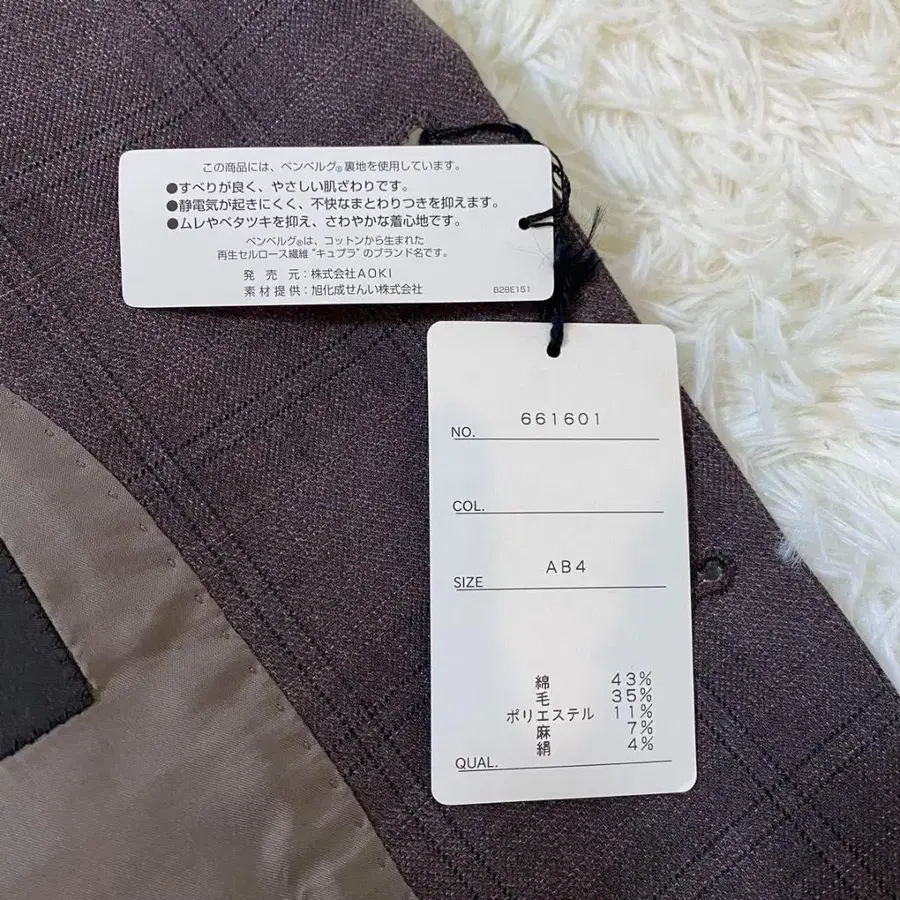 この商品には、ベンベルグ®裏地を使用しています。
●すべりが良く、やさしい肌ざわりです。
●静電気が起きにくく、不快なまとわりつきを抑えます。
●ムレやベタツキを抑え、さわやかな着心地です。
ベンベルグ®は、コットンから生まれた
再生セルロース繊維“キュプラ”のブランド名です。
発 売 元：株式会社AOKI
素材提供：旭化成せんい株式会社
B28E151
NO. 661601
COL.
SIZE AB4
綿 43%
毛 35%
ポリエステル 11%
麻 7%
絹 4%
QUAL.